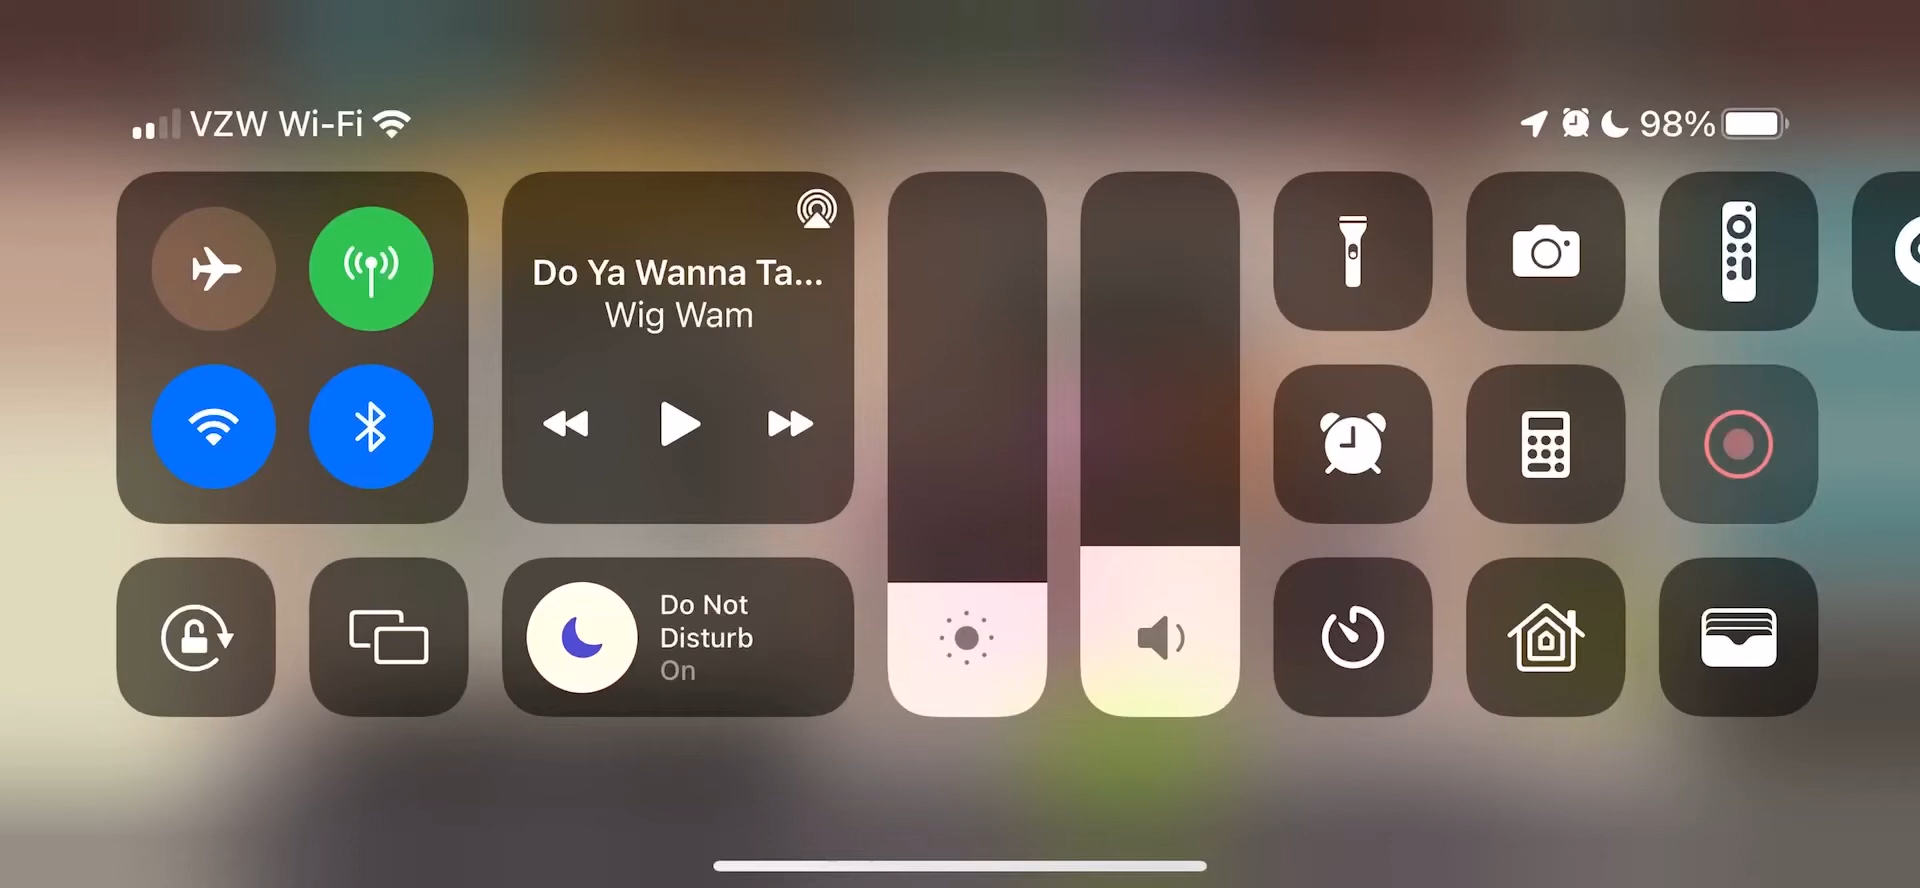 VZW Wi-Fi
98%
Do Ya Wanna Ta...
Wig Wam
Do Not
Disturb
On